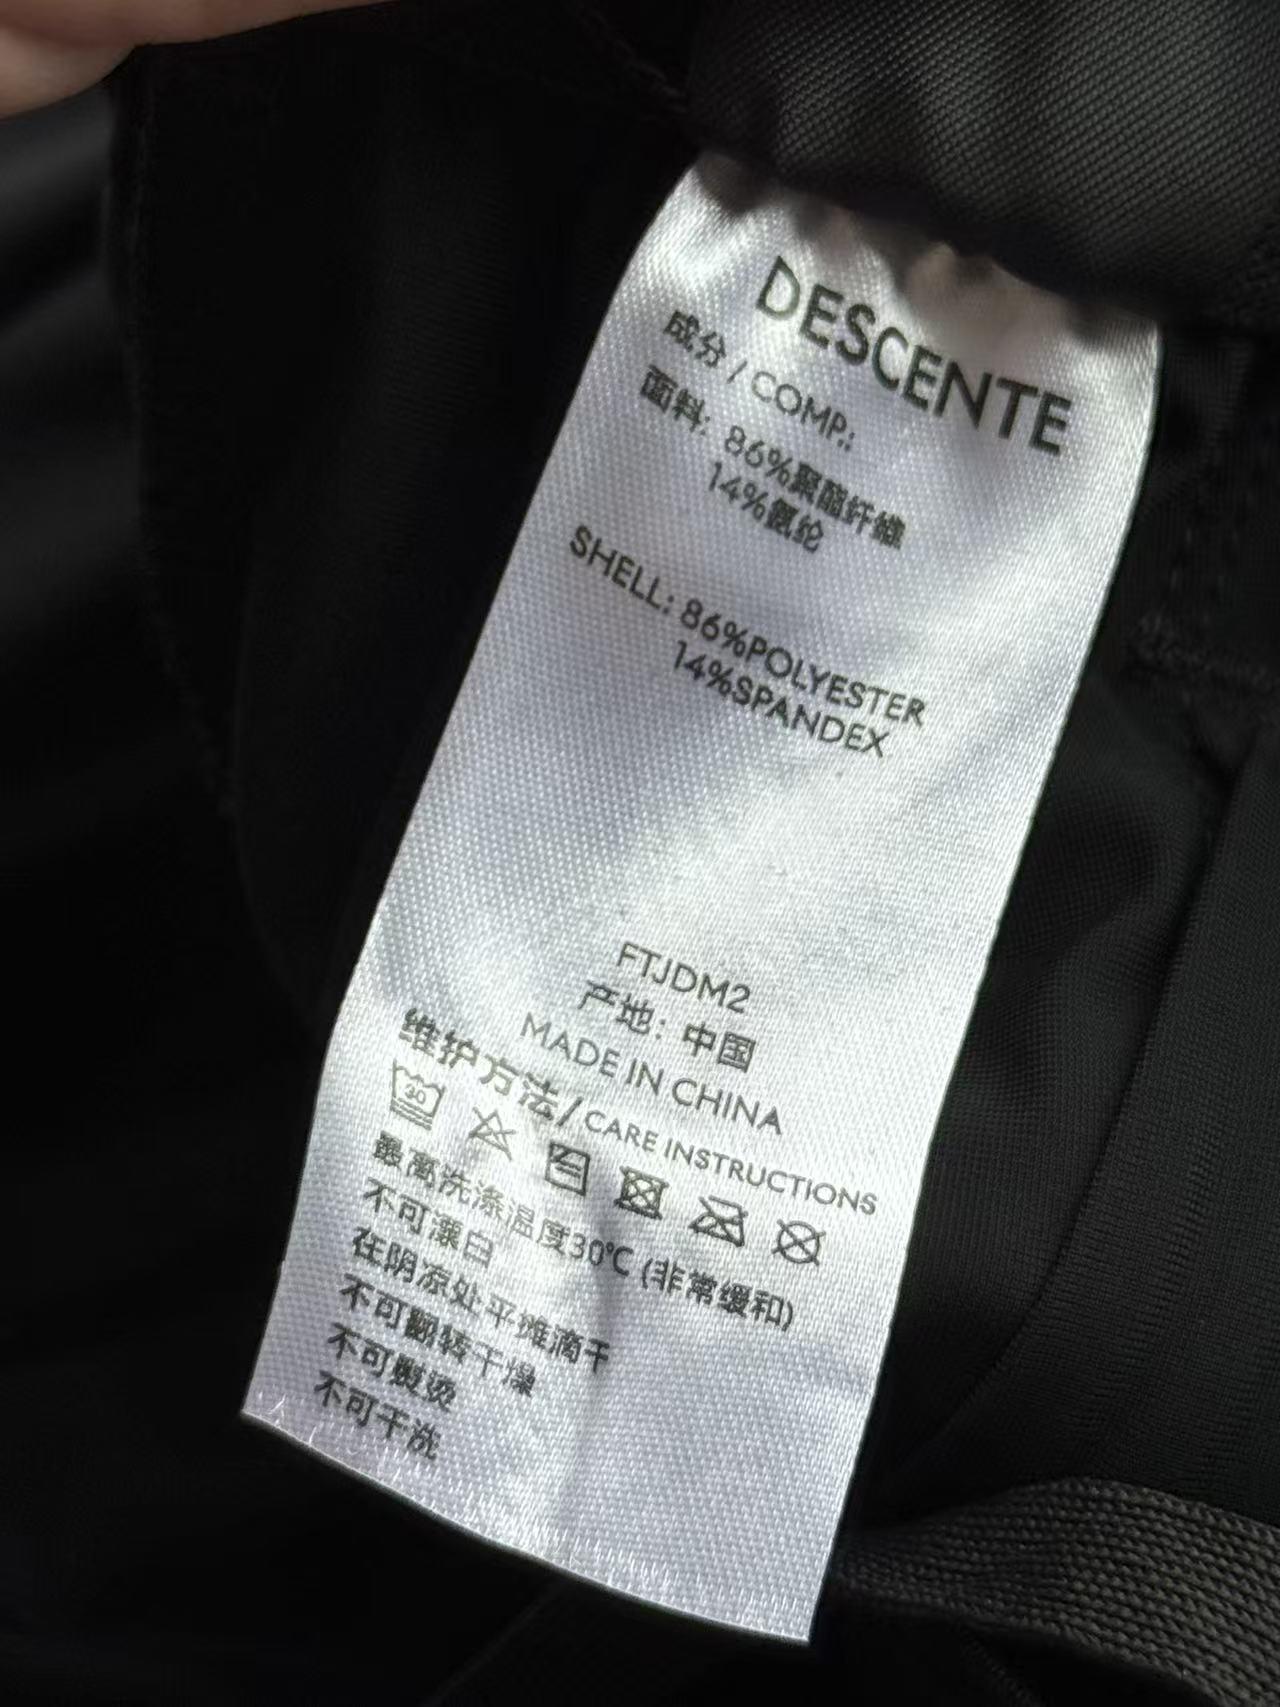 DESCENTE
成分 / COMP.:
面料: 86%聚酯纤维
14%氨纶
SHELL: 86%POLYESTER
14%SPANDEX
FTJDM2
产地: 中国
MADE IN CHINA
维护方法/CARE INSTRUCTIONS
30
最高洗涤温度30℃ (非常缓和)
不可漂白
在阴凉处平摊滴干
不可翻转干燥
不可熨烫
不可干洗